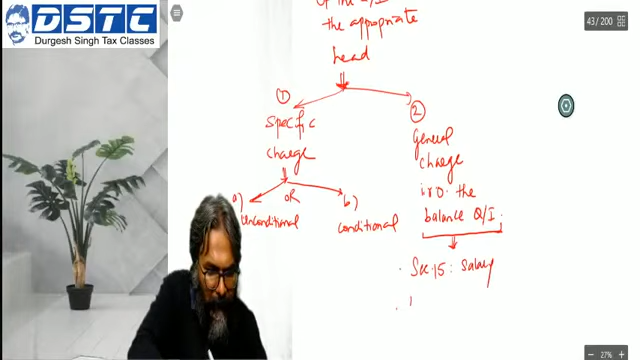 DSTC
Durgesh Singh Tax Classes
43/200
the appropriate
head
①
②
Specific
charge
General
charge
i.r.o. the
balance Q/I;
a)
OR
b)
Unconditional
conditional
. Sec. 15: Salary
27%